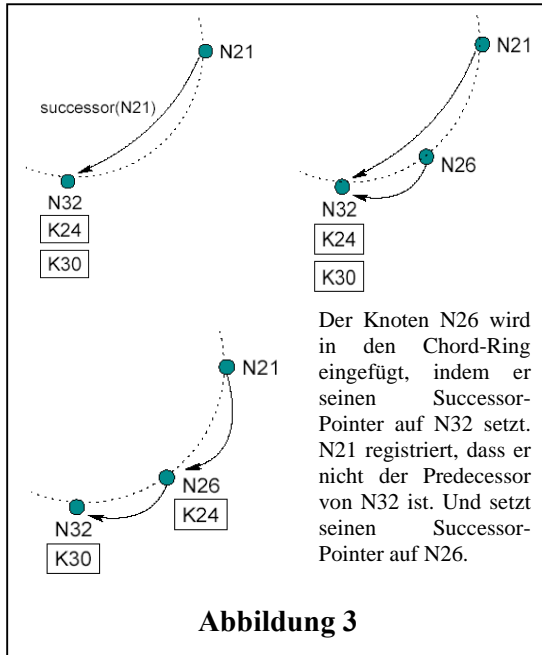 N21
successor(N21)
N32
K24
K30
N21
N26
N32
K24
K30
N21
N26
K24
N32
K30
Der Knoten N26 wird
in den Chord-Ring
eingefügt, indem er
seinen Successor-
Pointer auf N32 setzt.
N21 registriert, dass er
nicht der Predecessor
von N32 ist. Und setzt
seinen Successor-
Pointer auf N26.
Abbildung 3